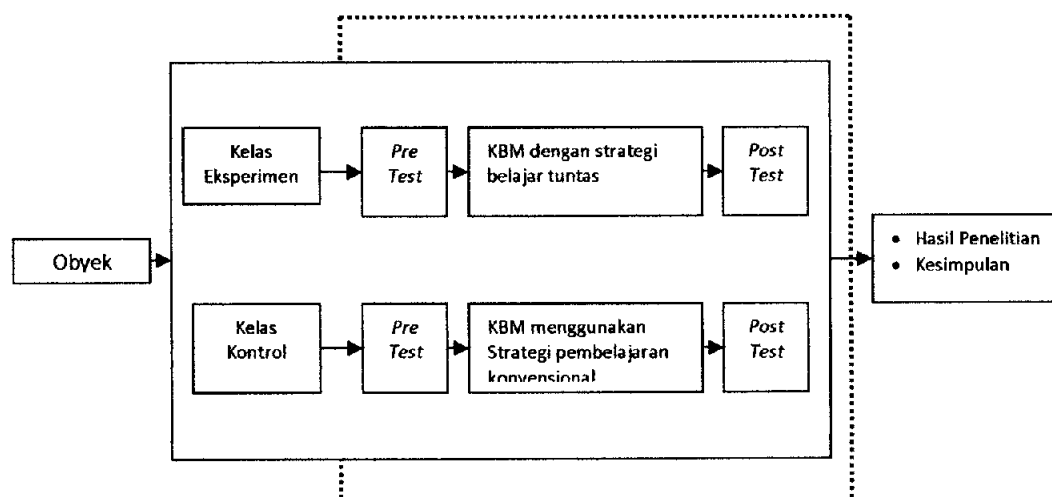 Obyek
Kelas
Eksperimen
Pre
Test
KBM dengan strategi
belajar tuntas
Post
Test
Kelas
Kontrol
Pre
Test
KBM menggunakan
Strategi pembelajaran
konvensional
Post
Test
• Hasil Penelitian
• Kesimpulan